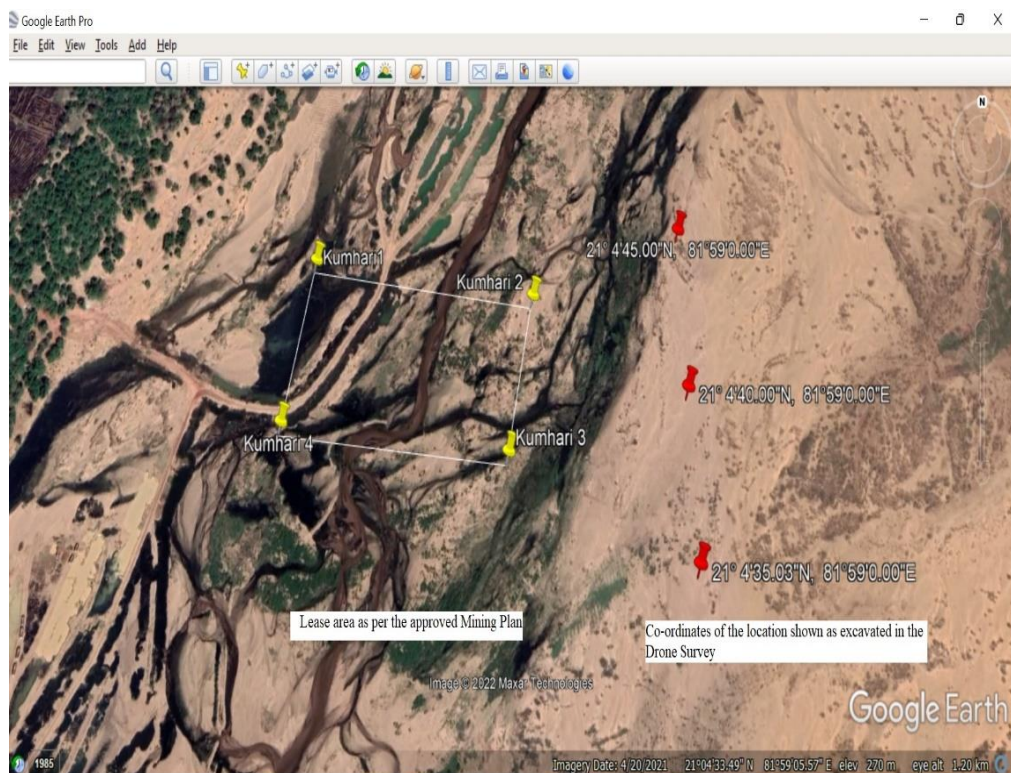 Google Earth Pro
File Edit View Tools Add Help
N
Kumhari1
Kumhari 2
21° 4'45.00"N, 81°59'0.00"E
21° 4'40.00"N, 81°59'0.00"E
Kumhari 4
Kumhari 3
21° 4'35.03"N, 81°59'0.00"E
Lease area as per the approved Mining Plan
Co-ordinates of the location shown as excavated in the
Drone Survey
Image © 2022 Maxar Technologies
Google Earth
1985
Imagery Date: 4/20/2021 21°04'33.49" N 81°59'05.57" E elev 270 m eye alt 1.20 km